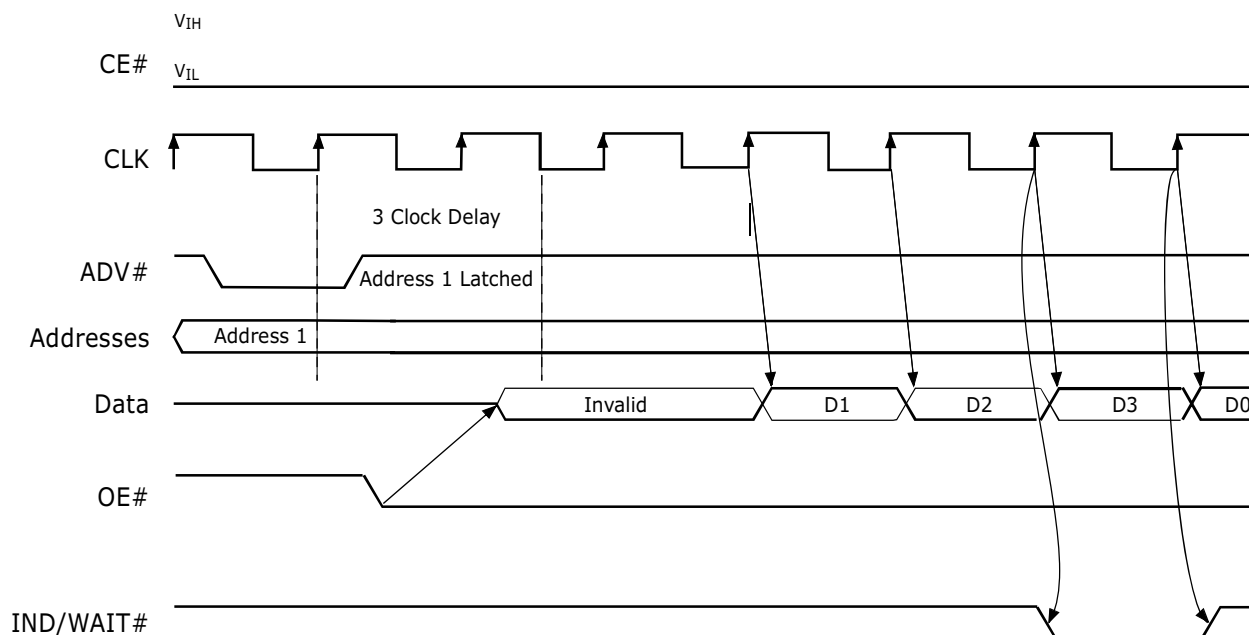 VIH
CE#
VIL
CLK
3 Clock Delay
ADV#
Address 1 Latched
Addresses
Address 1
Data
Invalid
D1
D2
D3
D0
OE#
IND/WAIT#